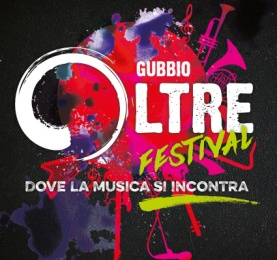 GUBBIO
OLTRE
FESTIVAL
DOVE LA MUSICA SI INCONTRA